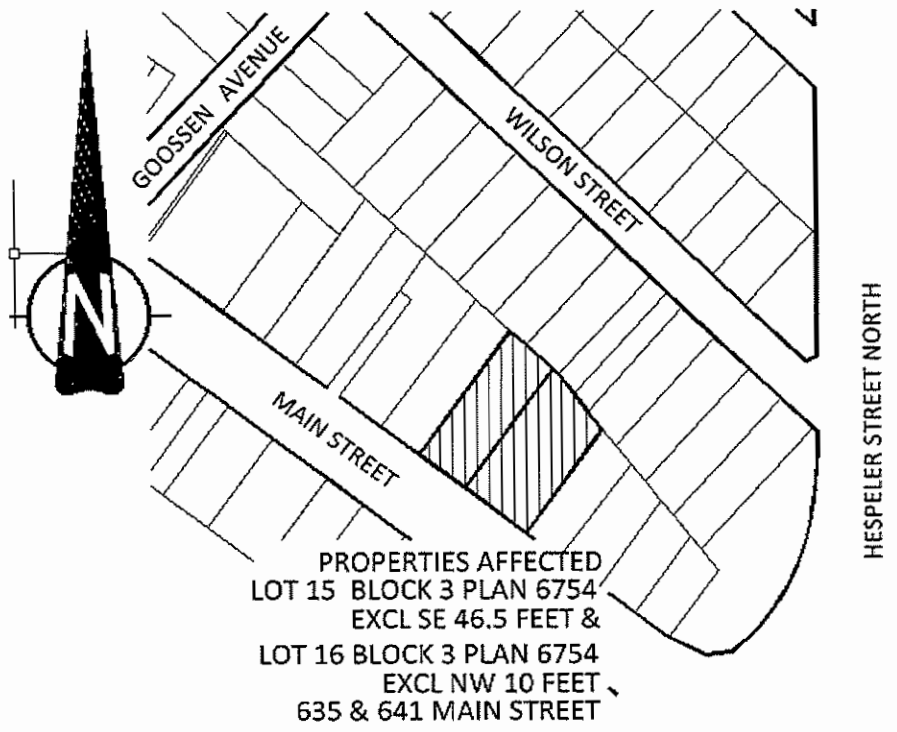 GOOSSEN AVENUE
WILSON STREET
N
HESPELER STREET NORTH
MAIN STREET
PROPERTIES AFFECTED
LOT 15 BLOCK 3 PLAN 6754
EXCL SE 46.5 FEET &
LOT 16 BLOCK 3 PLAN 6754
EXCL NW 10 FEET
635 & 641 MAIN STREET